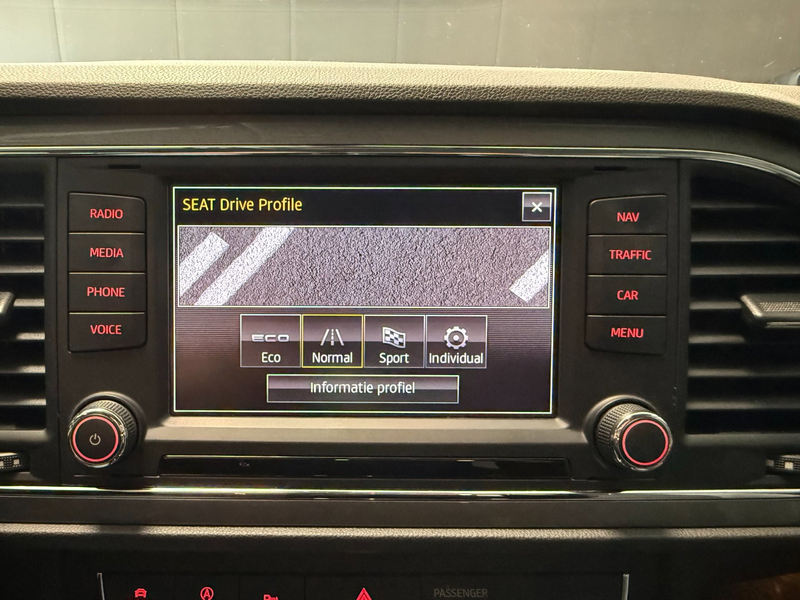 SEAT Drive Profile
RADIO
MEDIA
PHONE
VOICE
NAV
TRAFFIC
CAR
MENU
ECO
Eco
Normal
Sport
Individual
Informatie profiel
PASSENGER